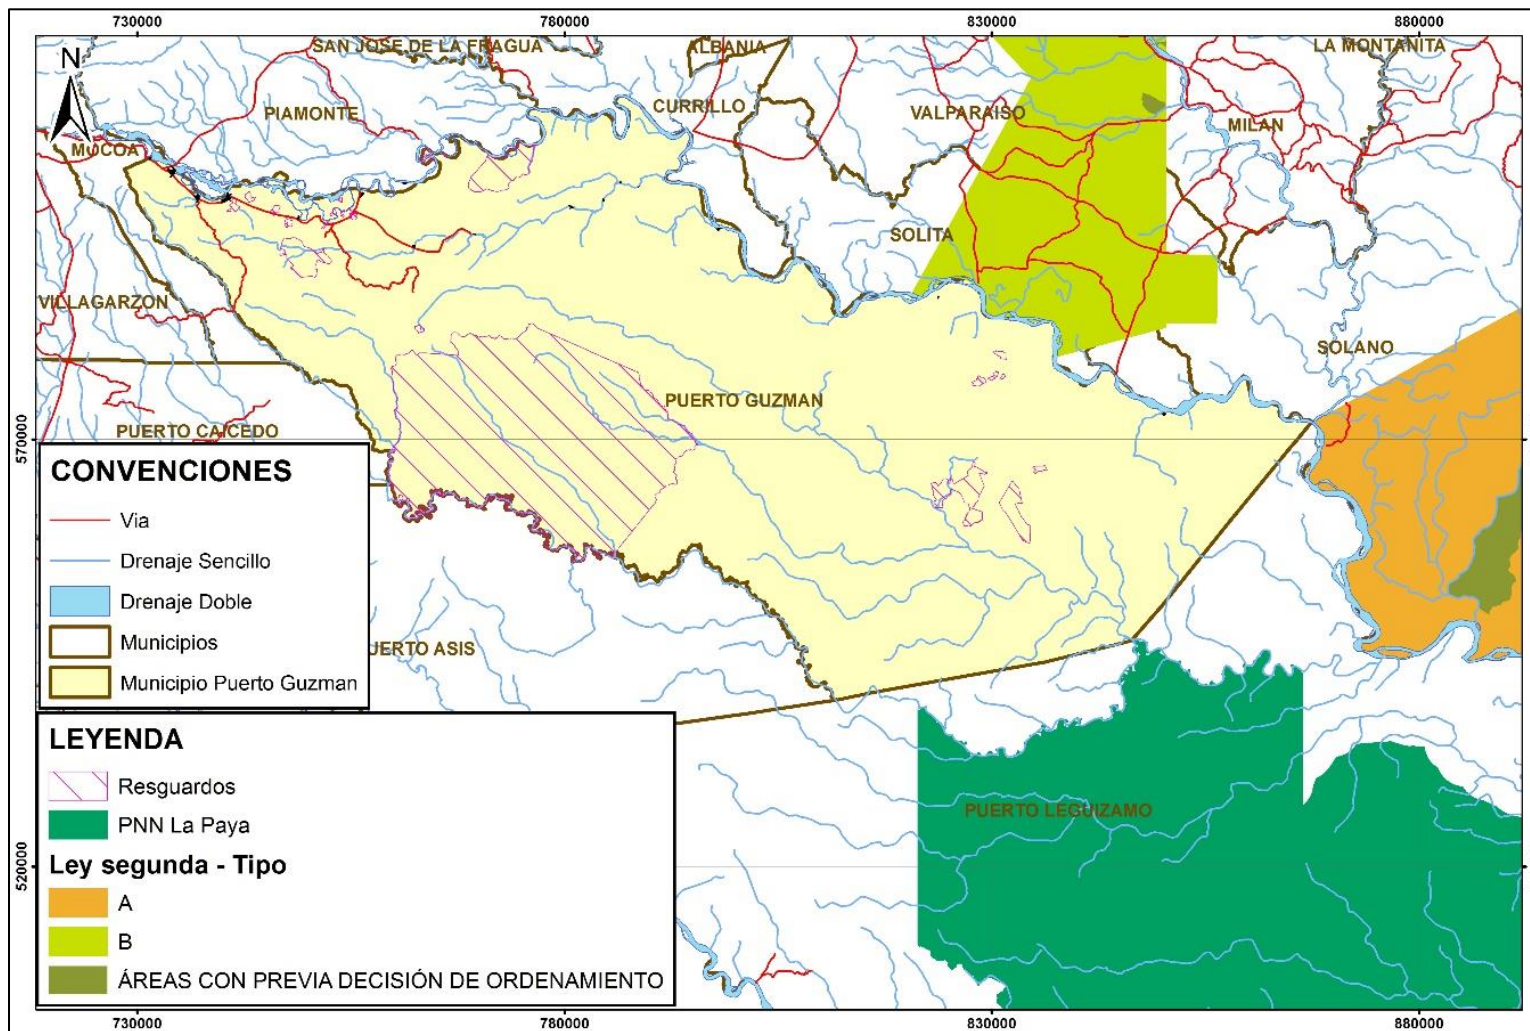 730000 780000 830000 880000
N
SAN JOSE DE LA FRAGUA
ALBANIA
LA MONTANITA
PIAMONTE
CURRILLO
VALPARAISO
MILAN
MOCOA
SOLITA
VILLAGARZON
SOLANO
PUERTO GUZMAN
PUERTO CAICEDO
570000
570000
CONVENCIONES
Via
Drenaje Sencillo
Drenaje Doble
Municipios
Municipio Puerto Guzman
UERTO ASIS
LEYENDA
Resguardos
PNN La Paya
Ley segunda - Tipo
A
B
ÁREAS CON PREVIA DECISIÓN DE ORDENAMIENTO
PUERTO LEGUIZAMO
520000
520000
730000 780000 830000 880000